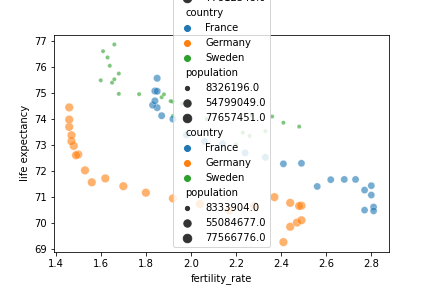 country
France
Germany
Sweden
population
8326196.0
54799049.0
77657451.0
country
France
Germany
Sweden
population
8333904.0
55084677.0
77566776.0
77
76
75
74
73
72
71
70
69
life expectancy
1.4
1.6
1.8
2.0
2.2
2.4
2.6
2.8
fertility_rate